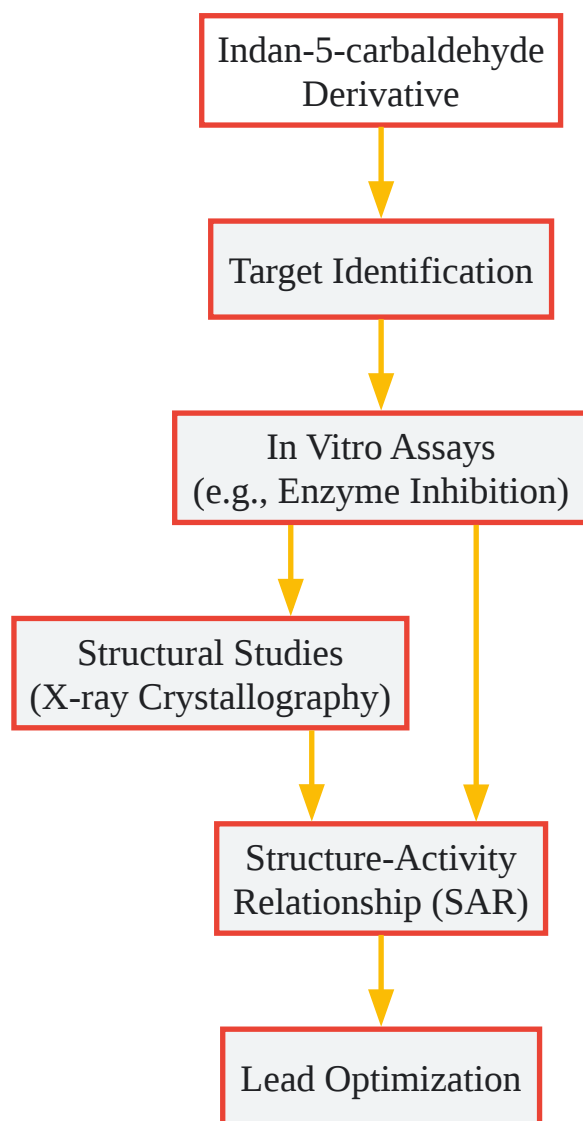 Indan-5-carbaldehyde
Derivative
Target Identification
In Vitro Assays
(e.g., Enzyme Inhibition)
Structural Studies
(X-ray Crystallography)
Structure-Activity
Relationship (SAR)
Lead Optimization